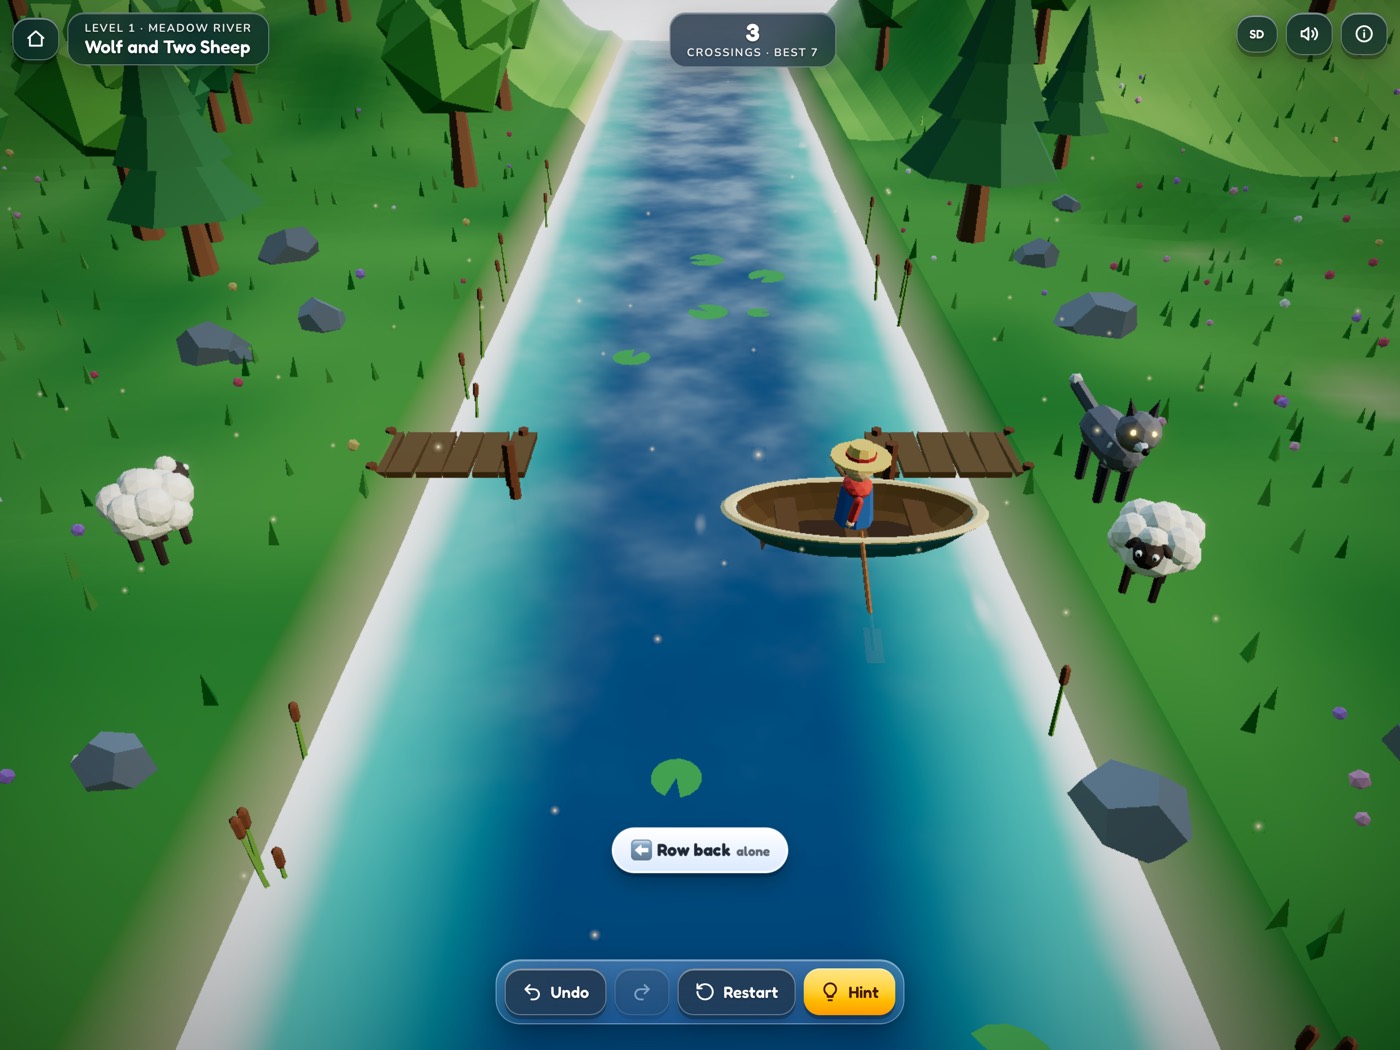 LEVEL 1 · MEADOW RIVER
Wolf and Two Sheep
3
CROSSINGS · BEST 7
SD
Row back alone
Undo
Restart
Hint